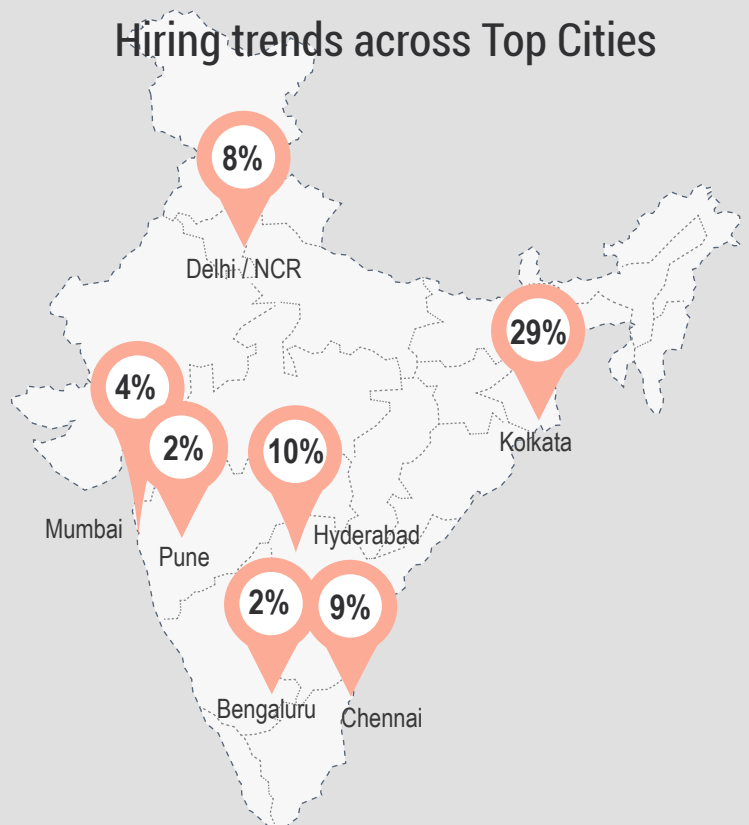 Hiring trends across Top Cities
8%
Delhi / NCR
29%
Kolkata
4%
Mumbai
2%
Pune
10%
Hyderabad
2%
Bengaluru
9%
Chennai